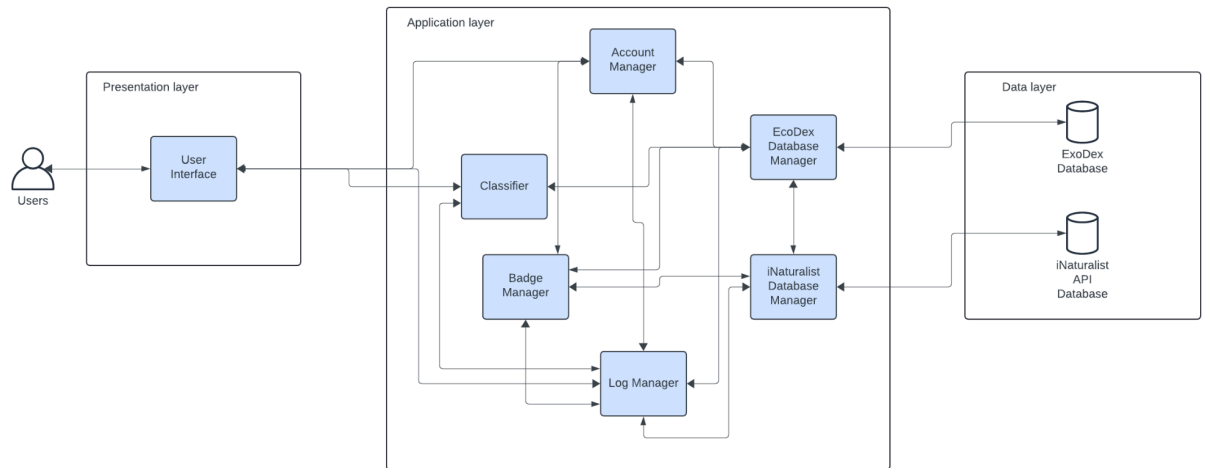 Application layer
Account
Manager
Presentation layer
Data layer
EcoDex
Database
Manager
ExoDex
Database
User
Interface
Classifier
Users
Badge
Manager
iNaturalist
Database
Manager
iNaturalist
API
Database
Log Manager